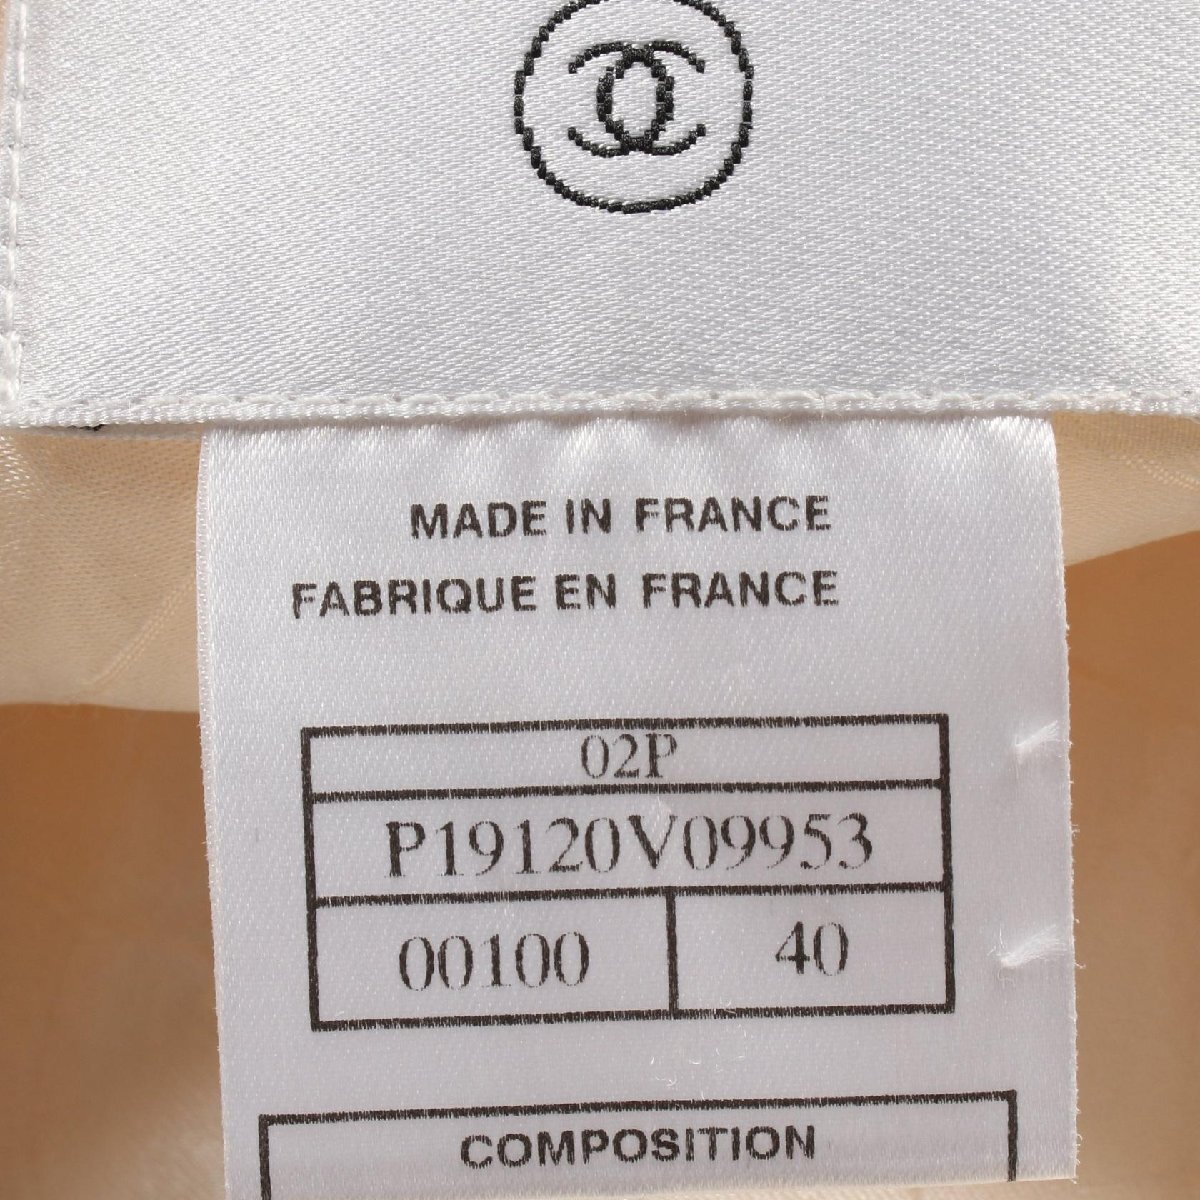 MADE IN FRANCE
FABRIQUE EN FRANCE
02P
P19120V09953
00100 40
COMPOSITION